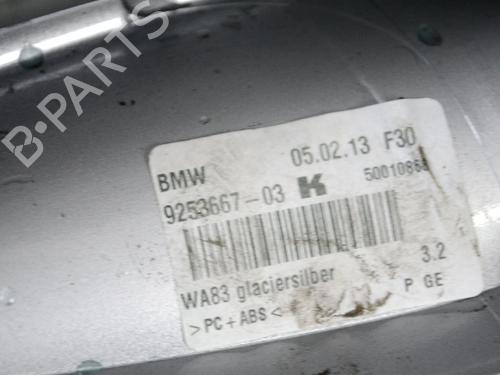 B-PARTS
05.02.13 F30
BMW
9253667-03 K
WA83 glaciersilber 3.2
>PC+ABS< P GE